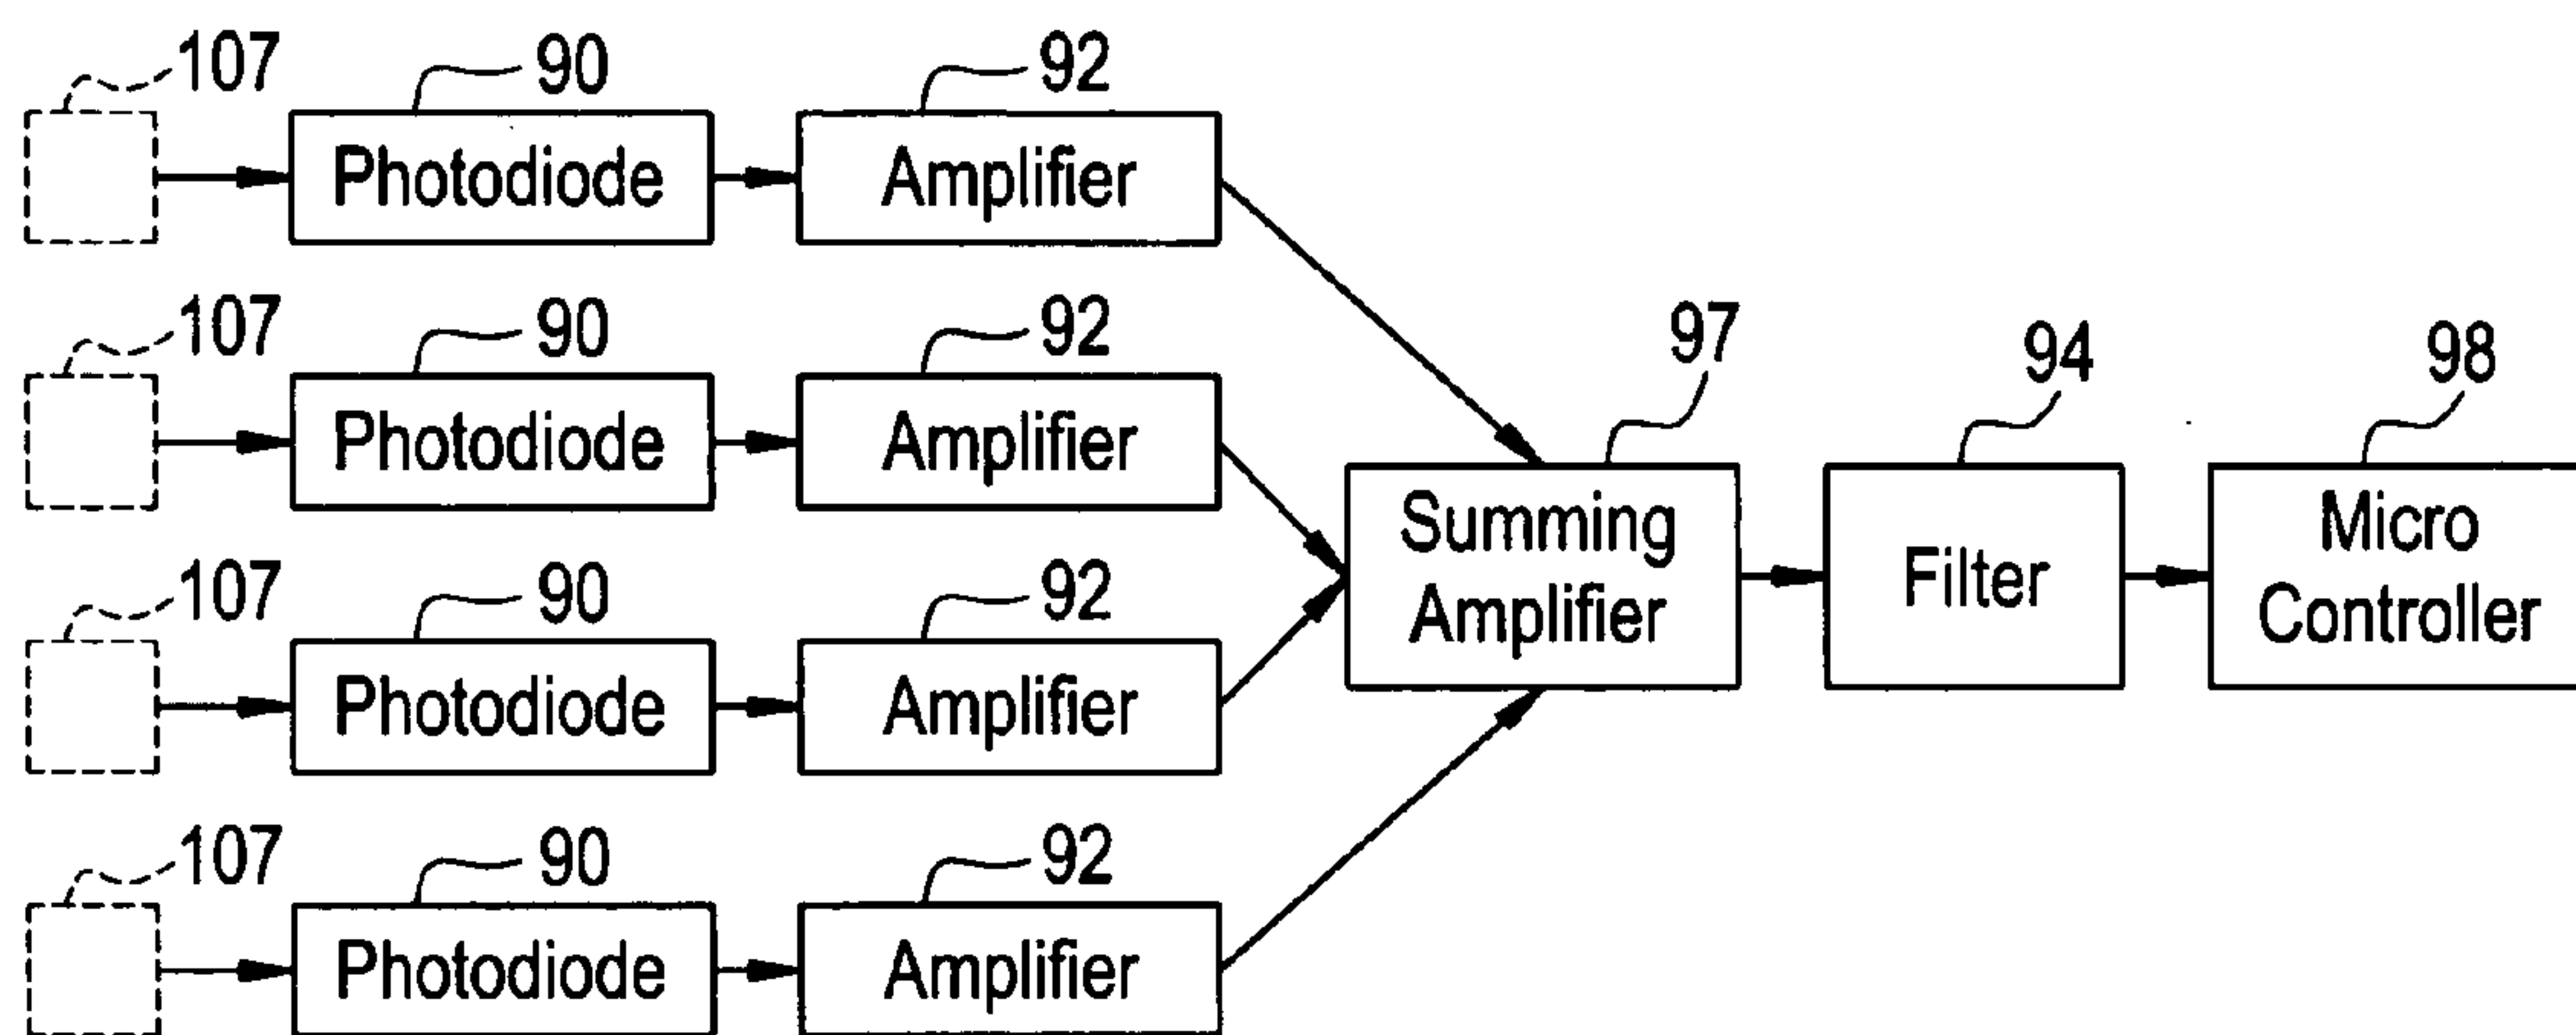 107 90 92
Photodiode Amplifier
107 90 92
Photodiode Amplifier
97 94 98
107 90 92
Photodiode Amplifier
Summing
Amplifier
Filter
Micro
Controller
107 90 92
Photodiode Amplifier